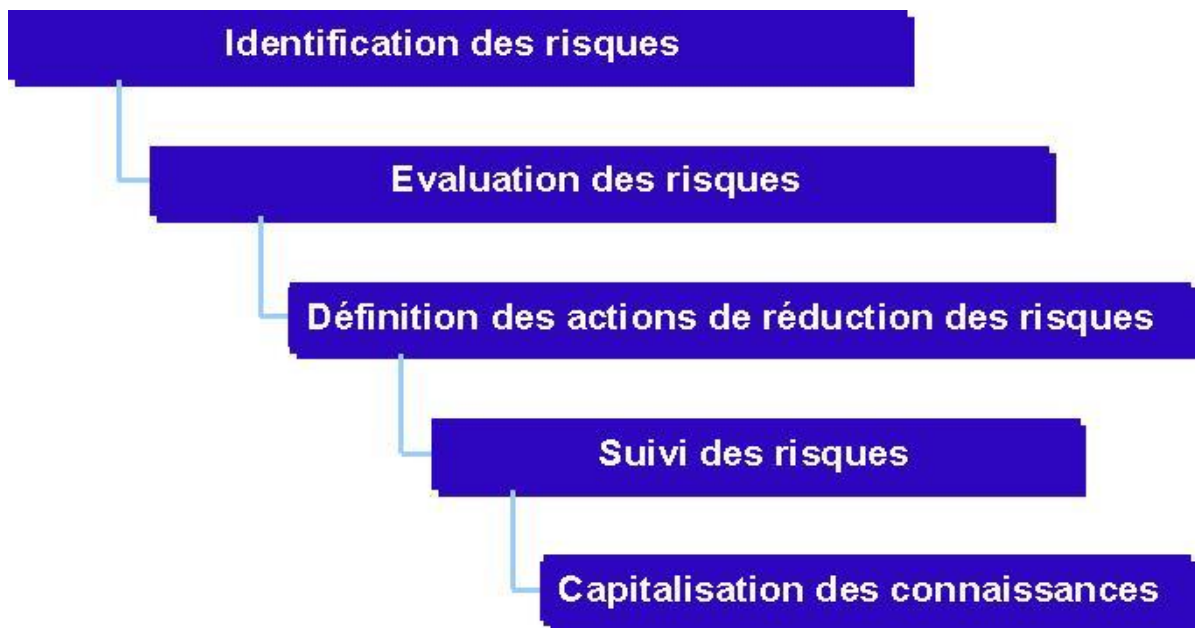 Identification des risques
Evaluation des risques
Définition des actions de réduction des risques
Suivi des risques
Capitalisation des connaissances